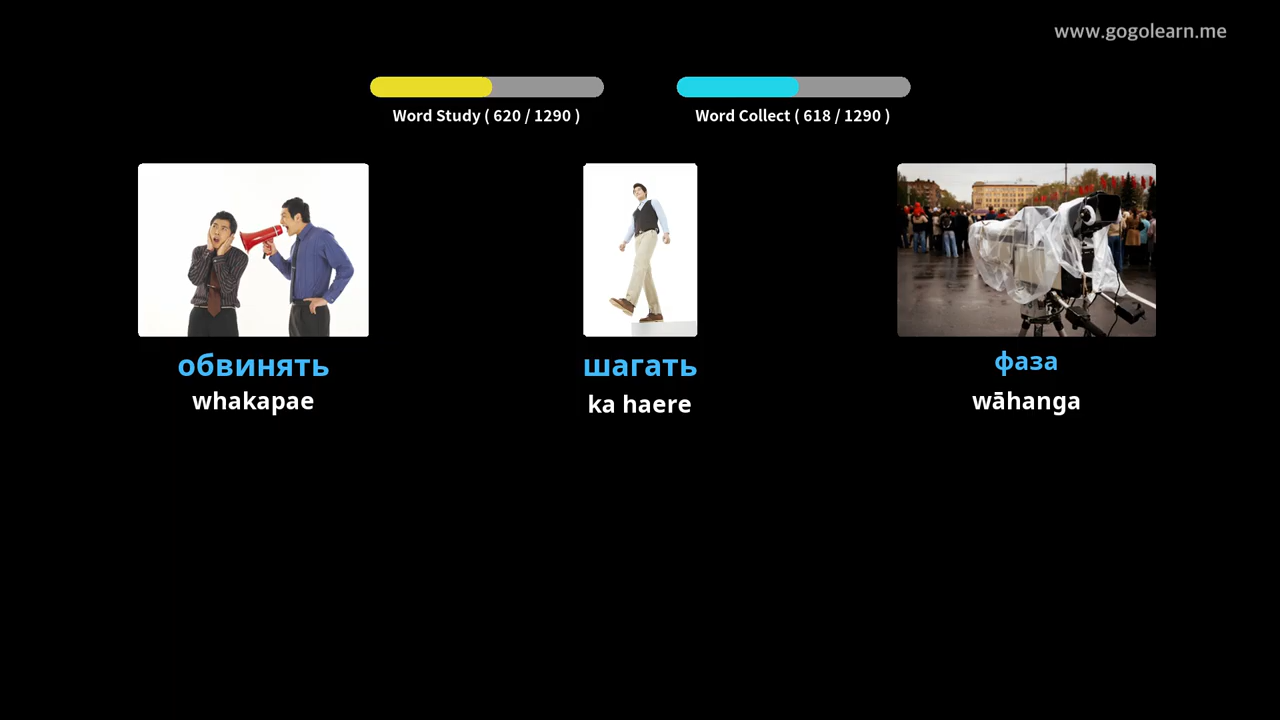 www.gogolearn.me
Word Study ( 620 / 1290 )
Word Collect ( 618 / 1290 )
обвинять
whakapae
шагать
ka haere
фаза
wāhanga